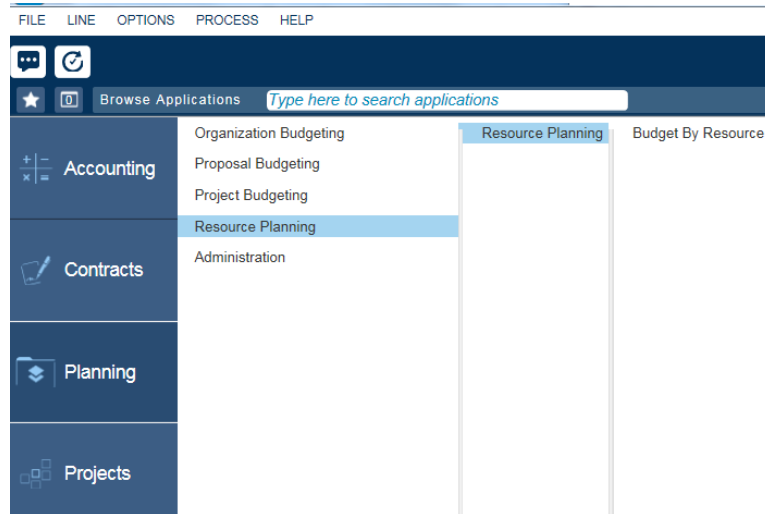 FILE LINE OPTIONS PROCESS HELP
0 Browse Applications Type here to search applications
Accounting
Contracts
Planning
Projects
Organization Budgeting
Proposal Budgeting
Project Budgeting
Resource Planning
Administration
Resource Planning
Budget By Resource